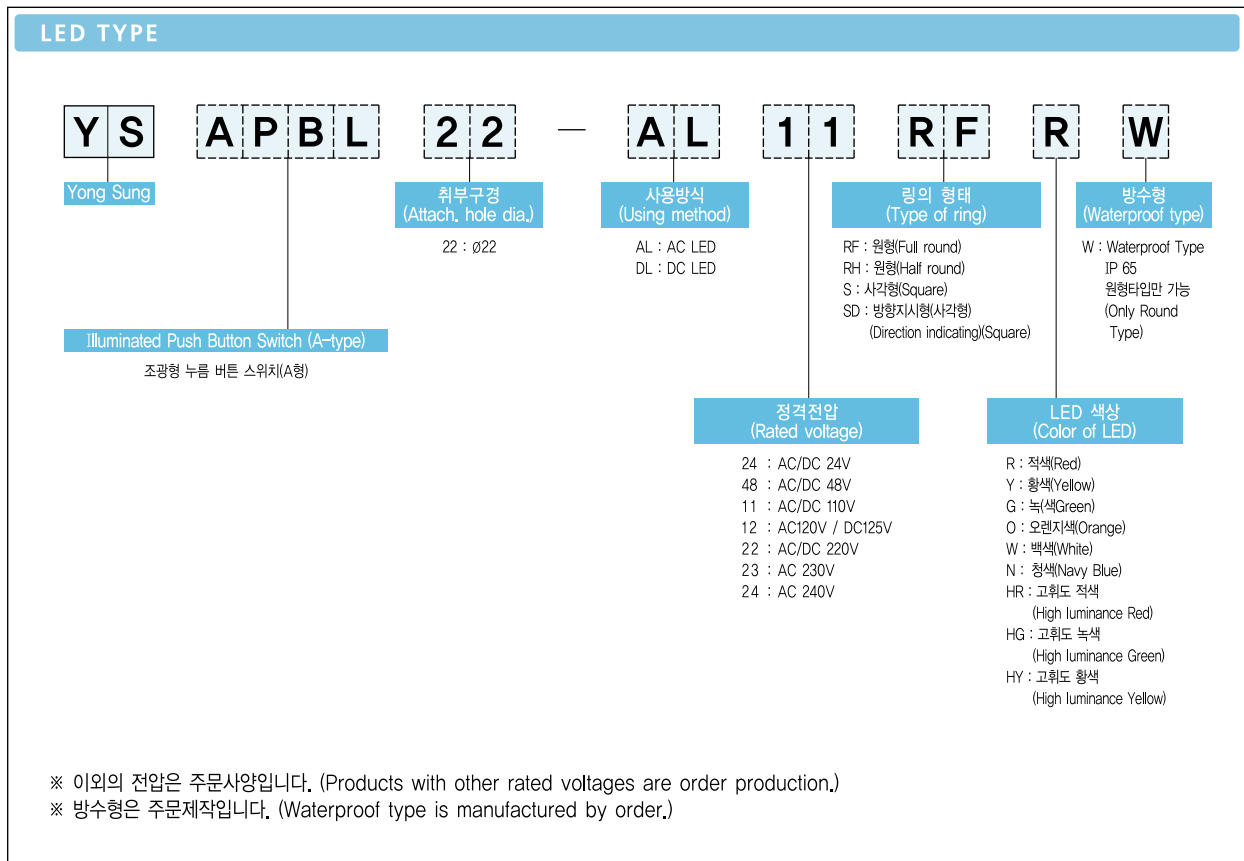 LED TYPE
YS APBL 22 — AL 11 RF R W
Yong Sung
취부구경
(Attach. hole dia.)
22 : Ø22
사용방식
(Using method)
AL : AC LED
DL : DC LED
링의 형태
(Type of ring)
RF : 원형(Full round)
RH : 원형(Half round)
S : 사각형(Square)
SD : 방향지시형(사각형)
(Direction indicating)(Square)
방수형
(Waterproof type)
W : Waterproof Type
IP 65
원형타입만 가능
(Only Round
Type)
Illuminated Push Button Switch (A-type)
조광형 누름 버튼 스위치(A형)
정격전압
(Rated voltage)
24 : AC/DC 24V
48 : AC/DC 48V
11 : AC/DC 110V
12 : AC120V / DC125V
22 : AC/DC 220V
23 : AC 230V
24 : AC 240V
LED 색상
(Color of LED)
R : 적색(Red)
Y : 황색(Yellow)
G : 녹(색Green)
O : 오렌지색(Orange)
W : 백색(White)
N : 청색(Navy Blue)
HR : 고휘도 적색
(High luminance Red)
HG : 고휘도 녹색
(High luminance Green)
HY : 고휘도 황색
(High luminance Yellow)
※ 이외의 전압은 주문사양입니다. (Products with other rated voltages are order production.)
※ 방수형은 주문제작입니다. (Waterproof type is manufactured by order.)